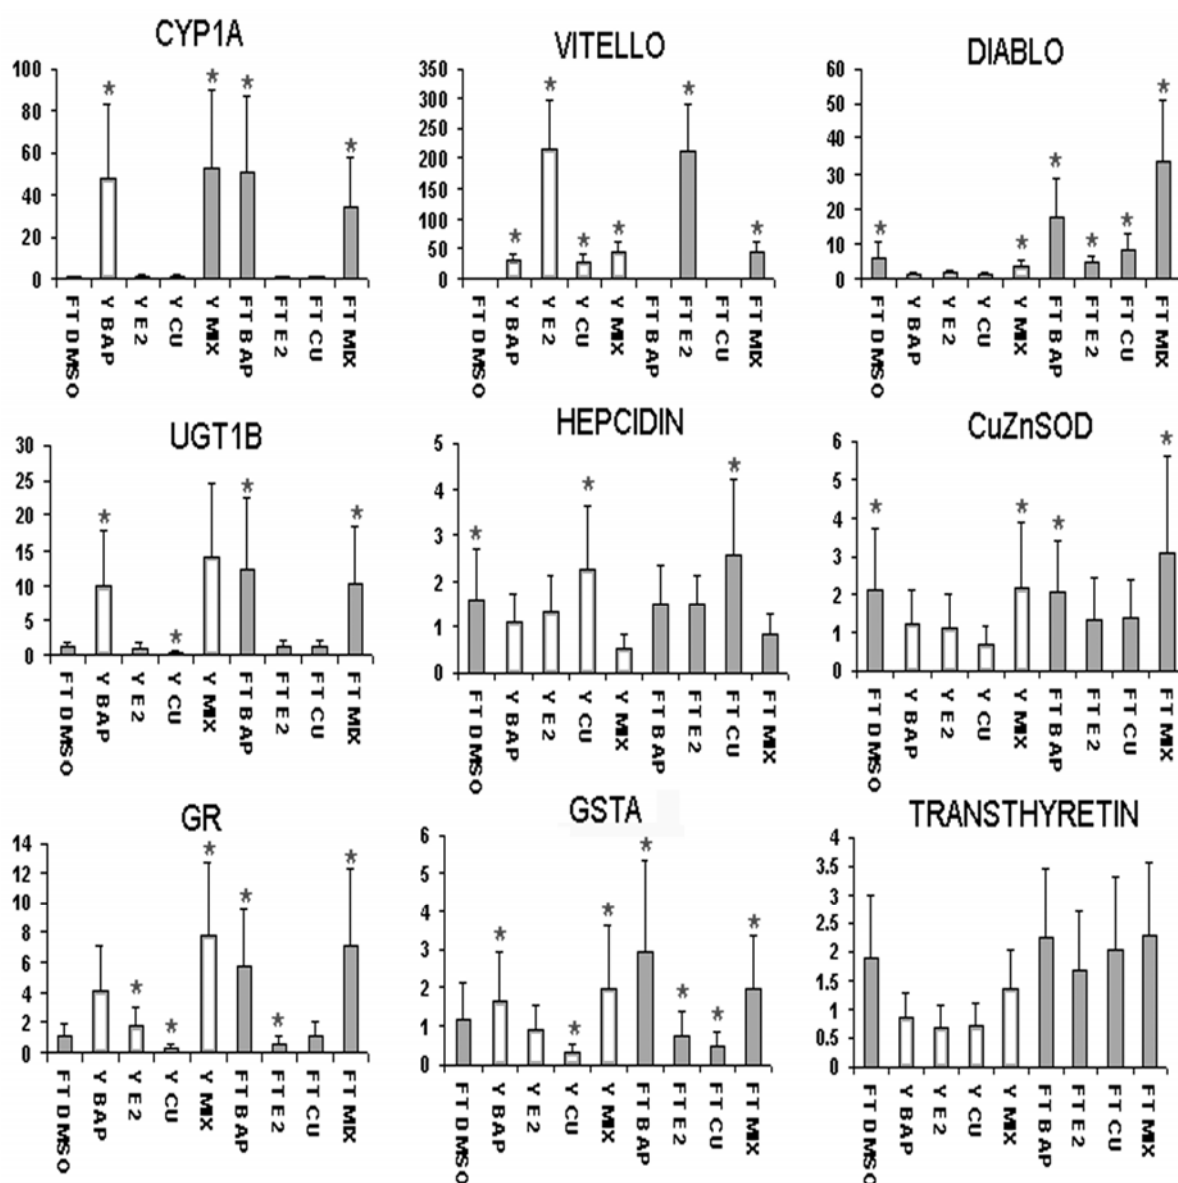 CYP1A
100
80
60
40
20
0
* * * *
FT DMSO Y BAP Y E2 Y CU Y MIX FT BAP FT E2 FT CU FT MIX
VITELLO
350
300
250
200
150
100
50
0
* * * * * *
FT DMSO Y BAP Y E2 Y CU Y MIX FT BAP FT E2 FT CU FT MIX
DIABLO
60
50
40
30
20
10
0
* * * * * *
FT DMSO Y BAP Y E2 Y CU Y MIX FT BAP FT E2 FT CU FT MIX
UGT1B
30
25
20
15
10
5
0
* * * *
FT DMSO Y BAP Y E2 Y CU Y MIX FT BAP FT E2 FT CU FT MIX
HEPCIDIN
5
4
3
2
1
0
* * *
FT DMSO Y BAP Y E2 Y CU Y MIX FT BAP FT E2 FT CU FT MIX
CuZnSOD
6
5
4
3
2
1
0
* * * *
FT DMSO Y BAP Y E2 Y CU Y MIX FT BAP FT E2 FT CU FT MIX
GR
14
12
10
8
6
4
2
0
* * * * * *
FT DMSO Y BAP Y E2 Y CU Y MIX FT BAP FT E2 FT CU FT MIX
GSTA
6
5
4
3
2
1
0
* * * * * * *
FT DMSO Y BAP Y E2 Y CU Y MIX FT BAP FT E2 FT CU FT MIX
TRANSTHYRETIN
4
3.5
3
2.5
2
1.5
1
0.5
0
FT DMSO Y BAP Y E2 Y CU Y MIX FT BAP FT E2 FT CU FT MIX